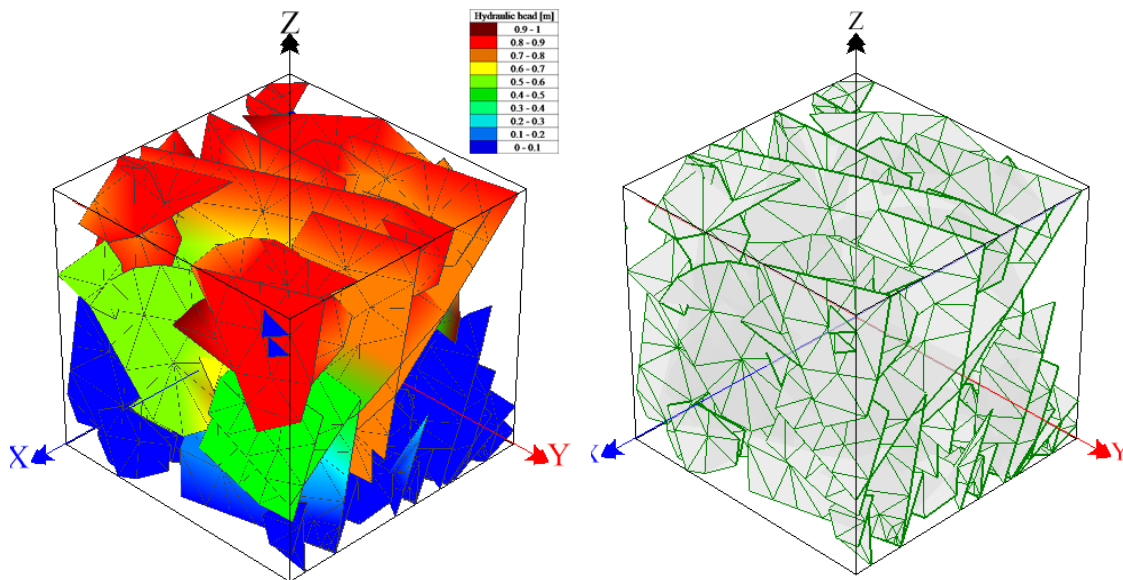 Z
Hydraulic head [m]
0.9 - 1
0.8 - 0.9
0.7 - 0.8
0.6 - 0.7
0.5 - 0.6
0.4 - 0.5
0.3 - 0.4
0.2 - 0.3
0.1 - 0.2
0 - 0.1
X
Y
Z
X
Y